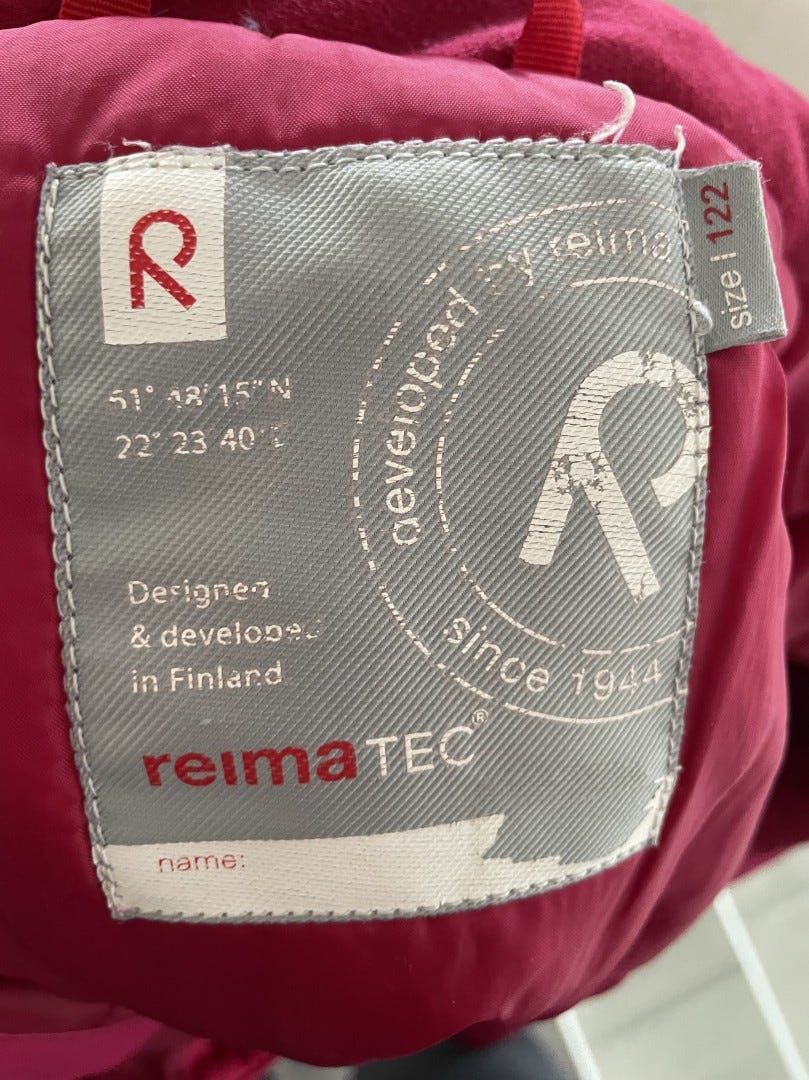 R
developed by reima
size | 122
51° 48' 15" N
22° 23 40" E
Designed
& developed
in Finland
since 1944
reimaTEC®
name: